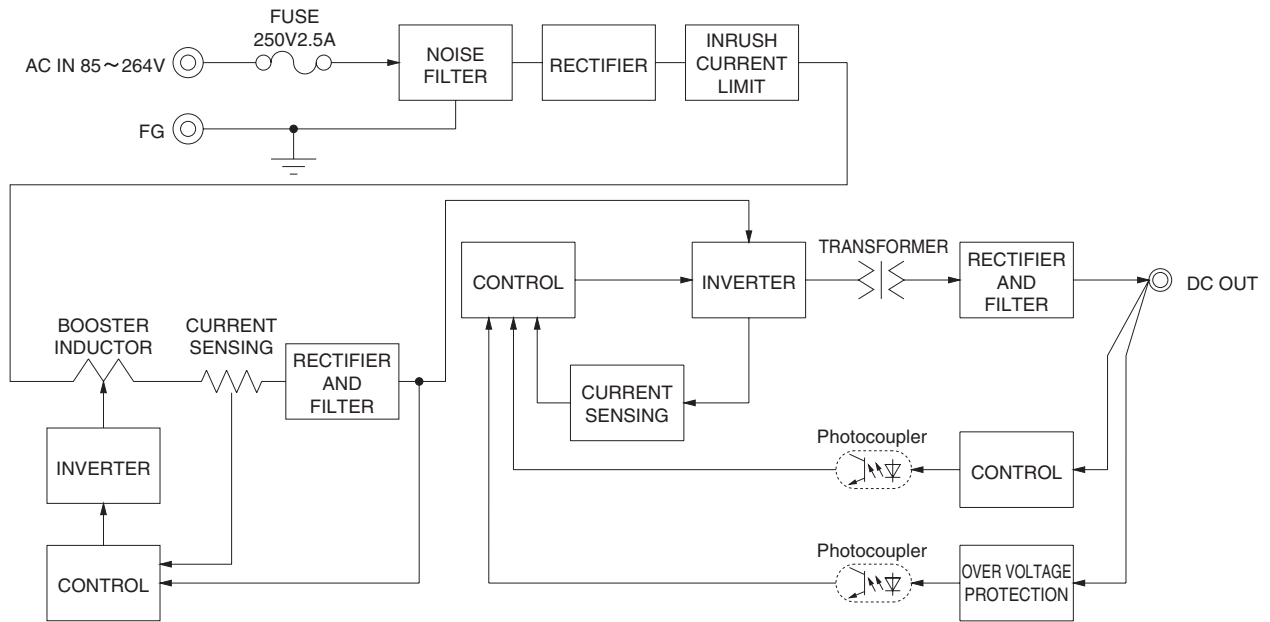 FUSE
250V2.5A
AC IN 85～264V
NOISE
FILTER
RECTIFIER
INRUSH
CURRENT
LIMIT
FG
CONTROL
INVERTER
TRANSFORMER
RECTIFIER
AND
FILTER
DC OUT
BOOSTER
INDUCTOR
CURRENT
SENSING
RECTIFIER
AND
FILTER
CURRENT
SENSING
INVERTER
Photocoupler
CONTROL
CONTROL
Photocoupler
OVER VOLTAGE
PROTECTION